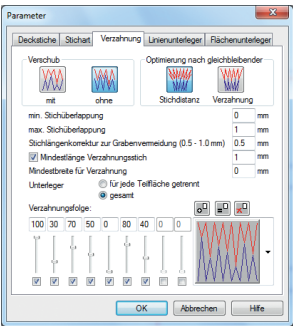 Parameter
Deckstiche Stichart Verzahnung Linienunterleger Flächenunterleger
Verschub Optimierung nach gleichbleibender
mit ohne Stichdistanz Verzahnung
min. Stichüberlappung 0 mm
max. Stichüberlappung 1 mm
Stichlängenkorrektur zur Grabenvermeidung (0.5 - 1.0 mm) 0.5 mm
Mindestlänge Verzahnungsstich 1 mm
Mindestbreite für Verzahnung 0 mm
Unterleger für jede Teilfläche getrennt
gesamt
Verzahnungsfolge:
100 30 70 50 0 80 40 0 0
OK Abbrechen Hilfe